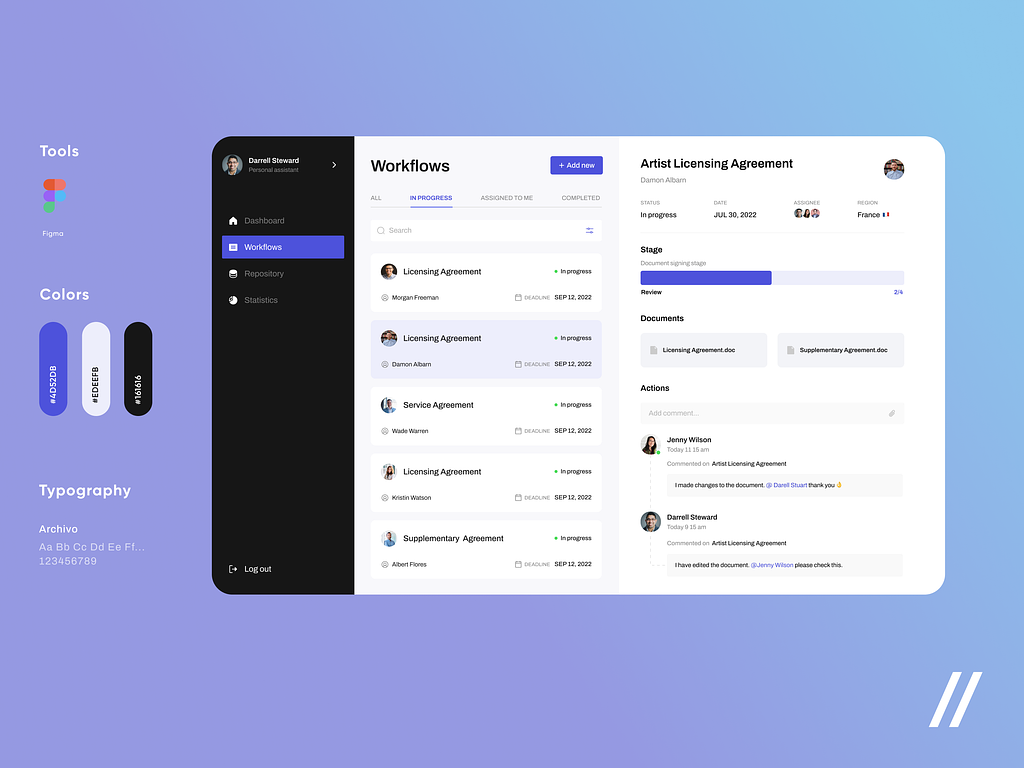 Tools
Figma
Colors
#4D52DB
#EDEEFB
#161616
Typography
Archivo
Aa Bb Cc Dd Ee Ff...
123456789
Darrell Steward
Personal assistant
Dashboard
Workflows
Repository
Statistics
Log out
Workflows
+ Add new
ALL IN PROGRESS ASSIGNED TO ME COMPLETED
Search
Licensing Agreement In progress
Morgan Freeman DEADLINE SEP 12, 2022
Licensing Agreement In progress
Damon Albarn DEADLINE SEP 12, 2022
Service Agreement In progress
Wade Warren DEADLINE SEP 12, 2022
Licensing Agreement In progress
Kristin Watson DEADLINE SEP 12, 2022
Supplementary Agreement In progress
Albert Flores DEADLINE SEP 12, 2022
Artist Licensing Agreement
Damon Albarn
STATUS DATE ASSIGNEE REGION
In progress JUL 30, 2022 France
Stage
Document signing stage
Review 2/4
Documents
Licensing Agreement.doc Supplementary Agreement.doc
Actions
Add comment...
Jenny Wilson
Today 11 15 am
Commented on Artist Licensing Agreement
I made changes to the document. @ Darell Stuart thank you 👌
Darrell Steward
Today 9 15 am
Commented on Artist Licensing Agreement
I have edited the document. @Jenny Wilson please check this.